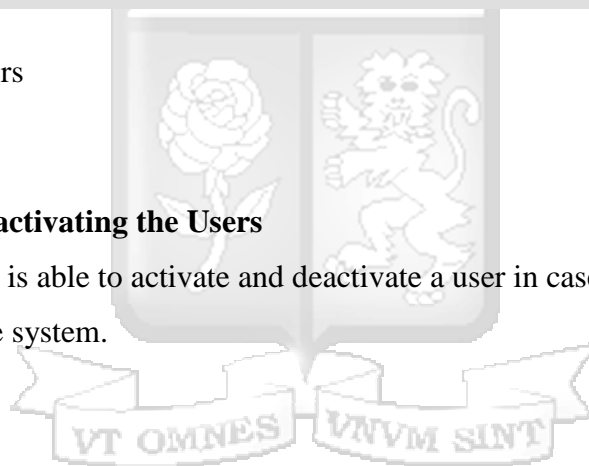 rs
activating the Users
is able to activate and deactivate a user in case
e system.
VT OMNES VNVM SINT